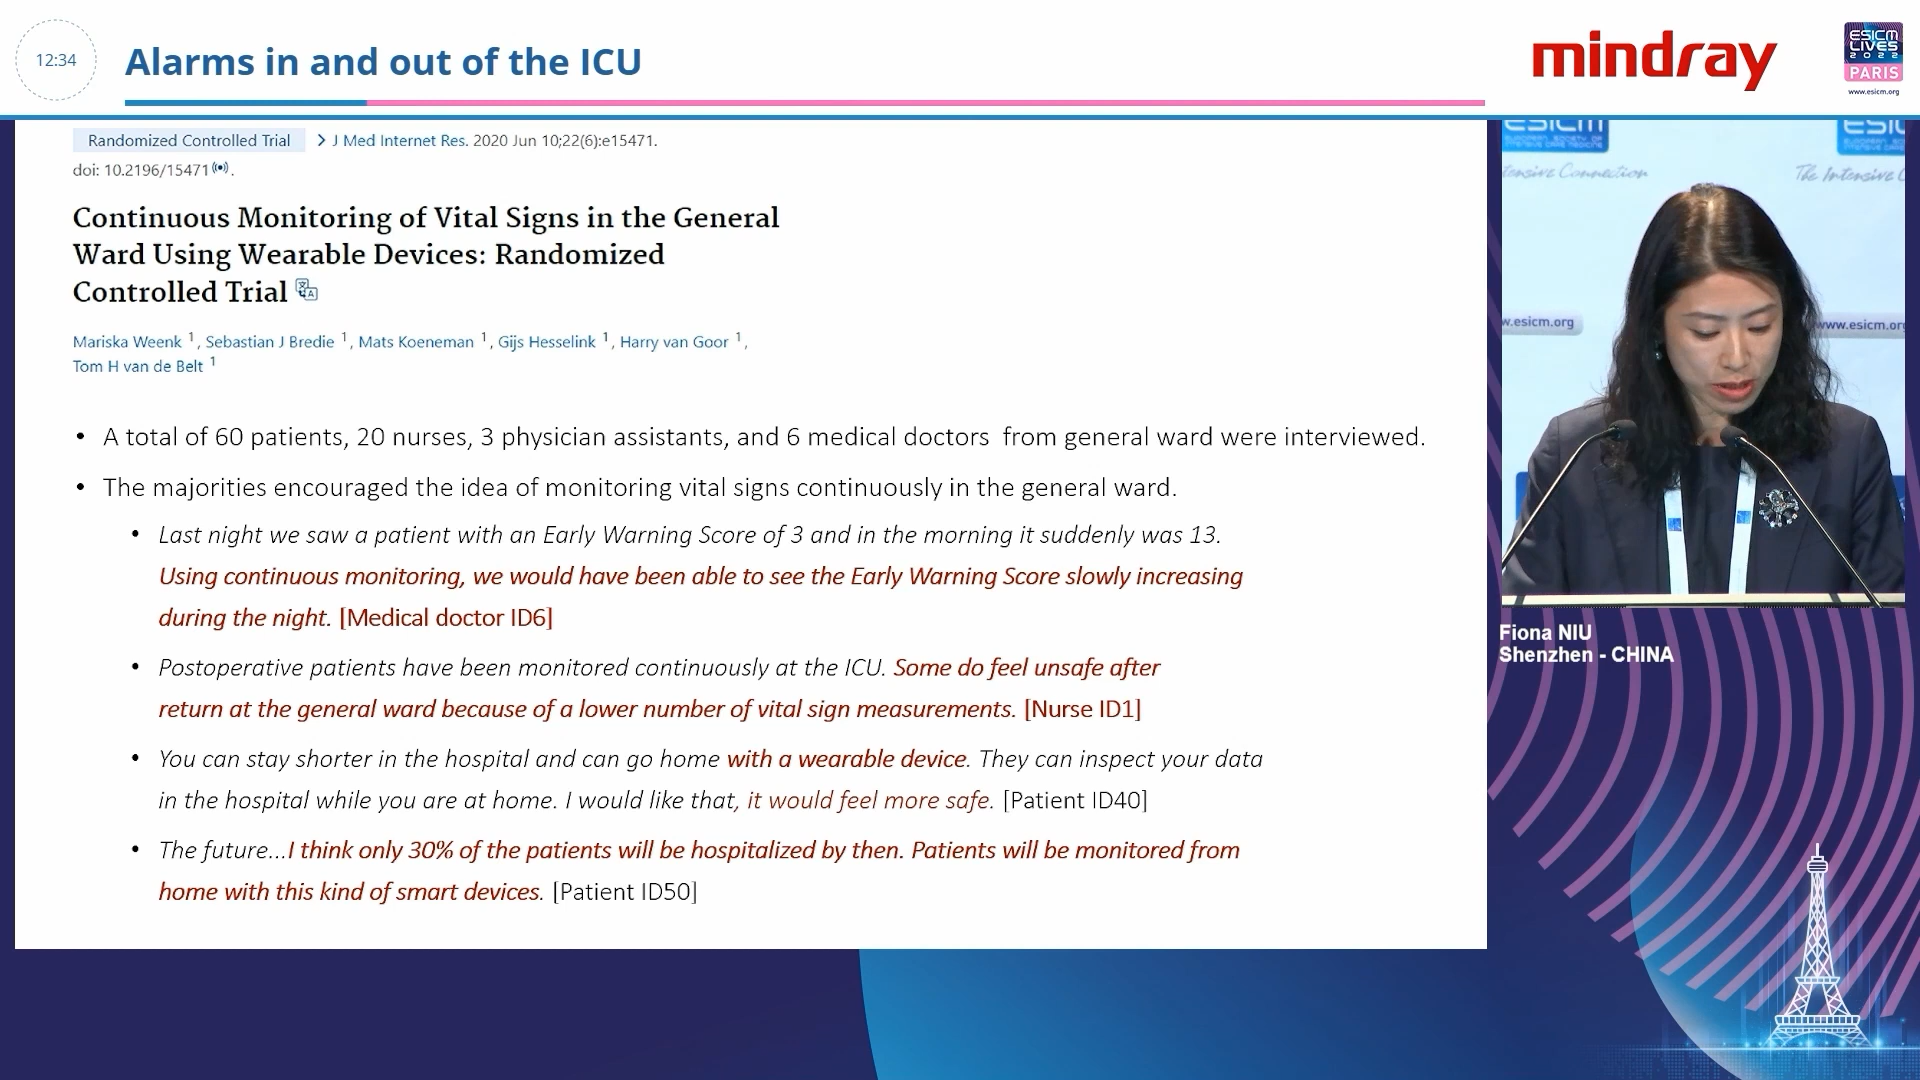 12:34
Alarms in and out of the ICU
mindray
ESICM
LIVES
2022
PARIS
www.esicm.org
Randomized Controlled Trial > J Med Internet Res. 2020 Jun 10;22(6):e15471.
doi: 10.2196/15471.
Continuous Monitoring of Vital Signs in the General
Ward Using Wearable Devices: Randomized
Controlled Trial
Mariska Weenk 1, Sebastian J Bredie 1, Mats Koeneman 1, Gijs Hesselink 1, Harry van Goor 1,
Tom H van de Belt 1
• A total of 60 patients, 20 nurses, 3 physician assistants, and 6 medical doctors from general ward were interviewed.
• The majorities encouraged the idea of monitoring vital signs continuously in the general ward.
• Last night we saw a patient with an Early Warning Score of 3 and in the morning it suddenly was 13.
Using continuous monitoring, we would have been able to see the Early Warning Score slowly increasing
during the night. [Medical doctor ID6]
• Postoperative patients have been monitored continuously at the ICU. Some do feel unsafe after
return at the general ward because of a lower number of vital sign measurements. [Nurse ID1]
• You can stay shorter in the hospital and can go home with a wearable device. They can inspect your data
in the hospital while you are at home. I would like that, it would feel more safe. [Patient ID40]
• The future...I think only 30% of the patients will be hospitalized by then. Patients will be monitored from
home with this kind of smart devices. [Patient ID50]
ESICM
EUROPEAN SOCIETY OF
INTENSIVE CARE MEDICINE
tensive Connection
The Intensive C
w.esicm.org
www.esicm.org
Fiona NIU
Shenzhen - CHINA